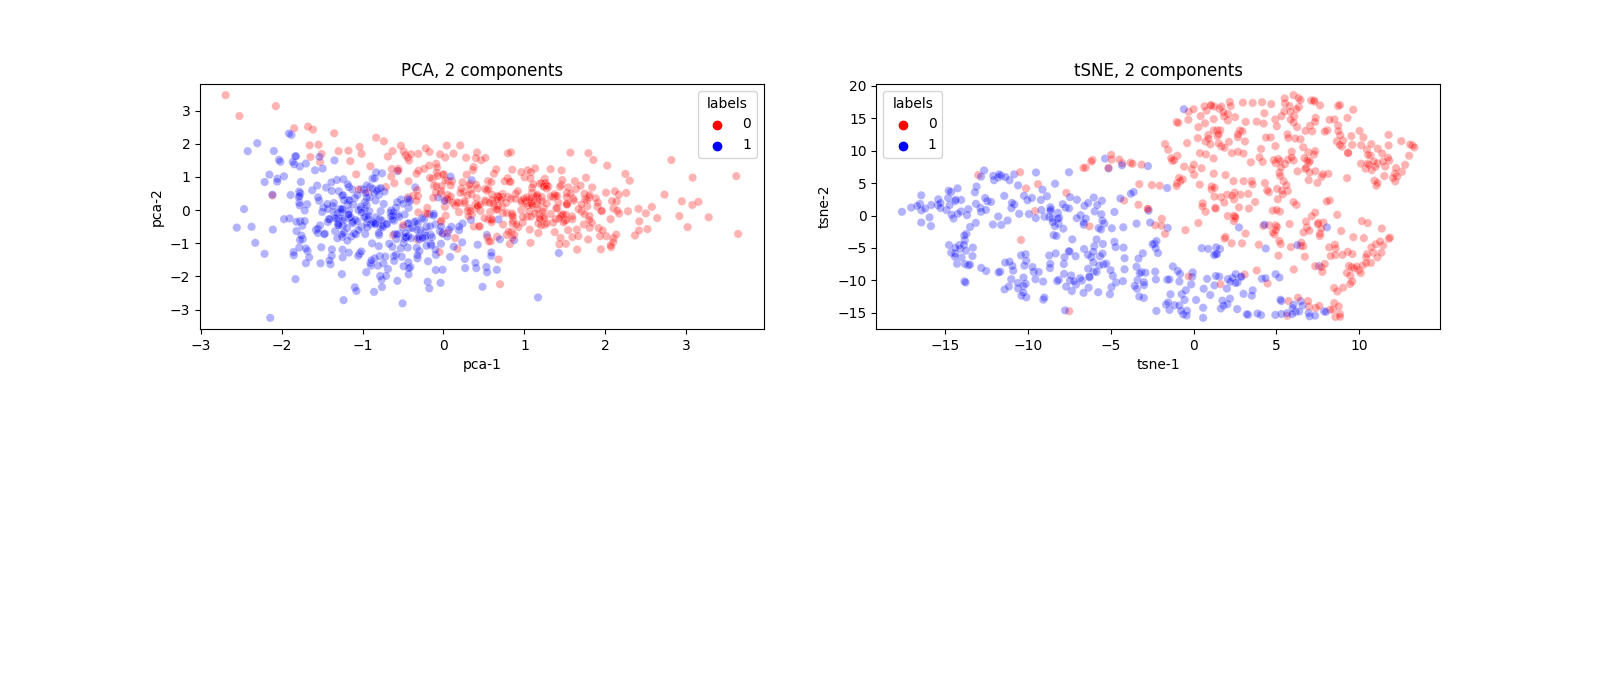 PCA, 2 components
labels
0
1
3
2
1
0
−1
−2
−3
pca-2
−3 −2 −1 0 1 2 3
pca-1
tSNE, 2 components
labels
0
1
20
15
10
5
0
−5
−10
−15
tsne-2
−15 −10 −5 0 5 10
tsne-1